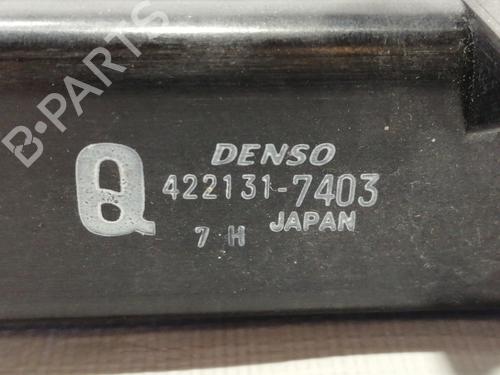 B-PARTS
DENSO
Q 422131-7403
7 H JAPAN